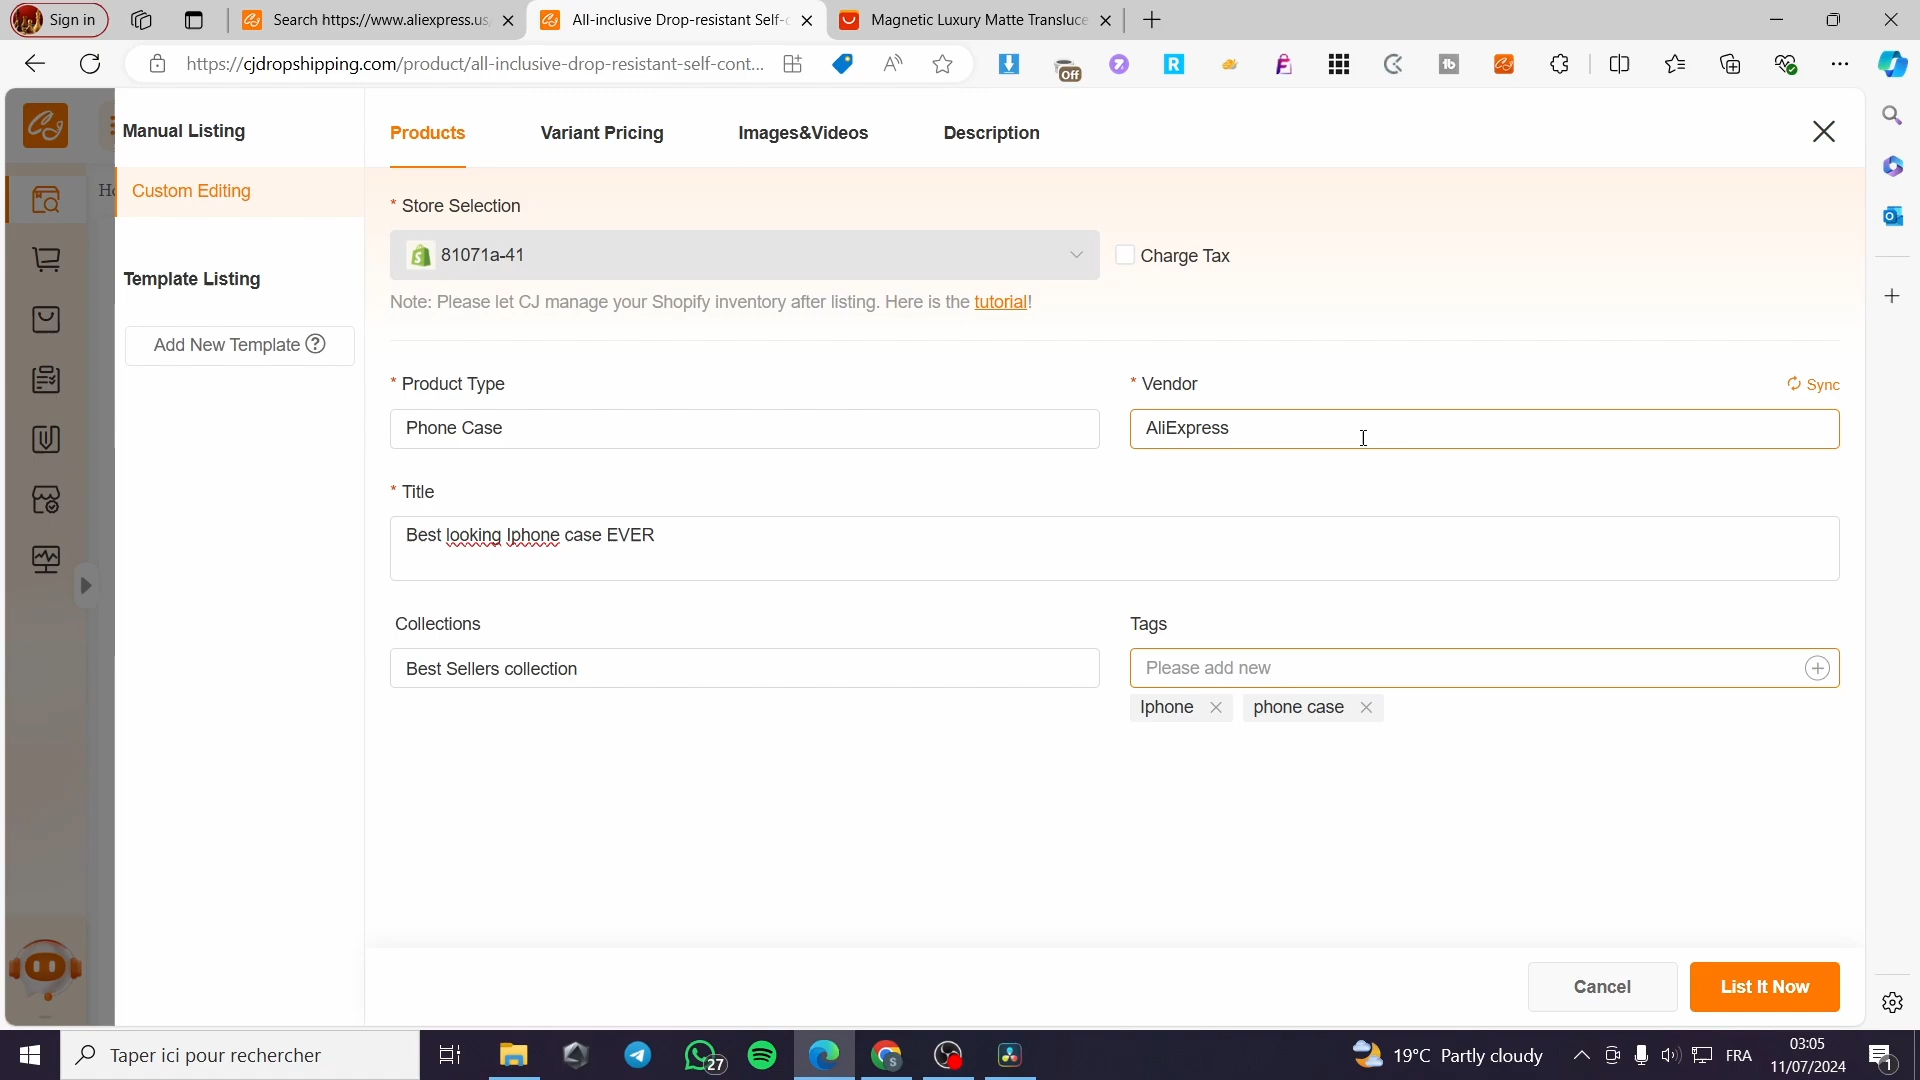 Sign in
Search https://www.aliexpress.us
All-inclusive Drop-resistant Self-c
Magnetic Luxury Matte Transluce
https://cjdropshipping.com/product/all-inclusive-drop-resistant-self-cont...
Off
R
tb
Manual Listing
Products
Variant Pricing
Images&Videos
Description
Custom Editing
* Store Selection
81071a-41
Charge Tax
Template Listing
Note: Please let CJ manage your Shopify inventory after listing. Here is the tutorial!
Add New Template
* Product Type
* Vendor
Sync
Phone Case
AliExpress
* Title
Best looking Iphone case EVER
Collections
Tags
Best Sellers collection
Please add new
Iphone
phone case
Cancel
List It Now
Taper ici pour rechercher
27
19°C Partly cloudy
FRA
03:05
11/07/2024
1